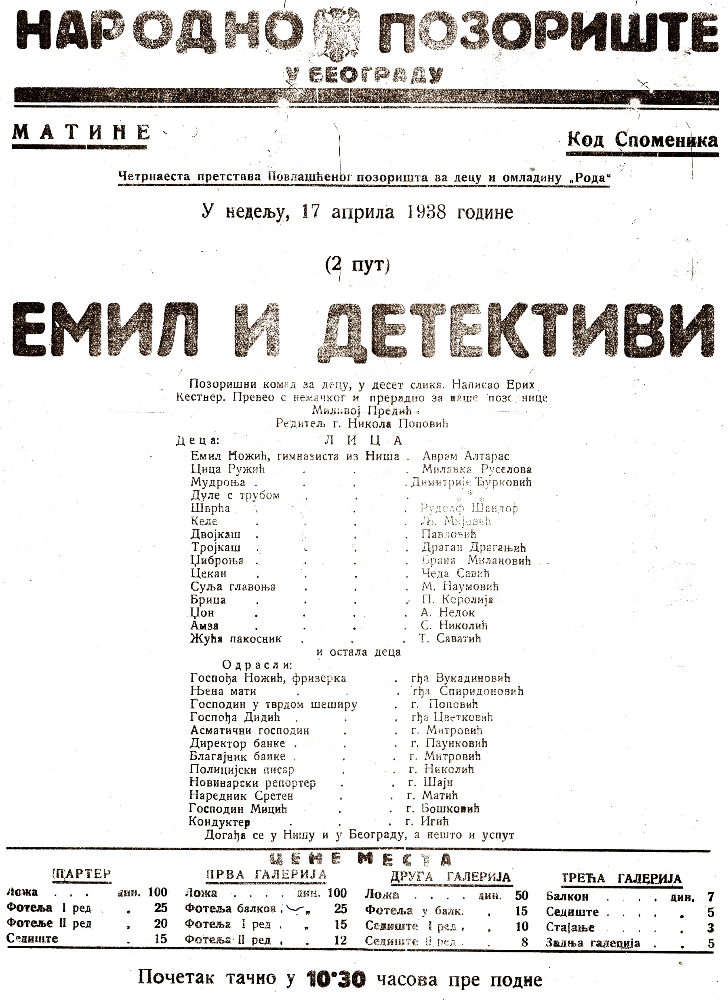 НАРОДНО ПОЗОРИШТЕ
У БЕОГРАДУ
МАТИНЕ
Код Споменика
Четрнаеста претстава Повлашћеног позоришта за децу и омладину „Рода“
У недељу, 17 априла 1938 године
(2 пут)
ЕМИЛ И ДЕТЕКТИВИ
Позоришни комад за децу, у десет слика. Написао Ерих
Кестнер. Превео с немачког и прерадио за наше
Миливој Предић
Редитељ г. Никола Поповић
Деца: ЛИЦА
Емил Ножић, гимназиста из Ниша . . Аврам Алтарас
Цица Ружић . . . Миланка Руселова
Мудроња . . . . Димитрије Ђурковић
Дуле с трубом . . . * * *
Шврћа . . . . Рудолф Шандор
Келе . . . . Љ. Мијовић
Двојкаш . . . . Павловић
Тројкаш . . . . Драган Драгањић
Џиброња . . . . Брана Милановић
Цекан . . . . Чеда Савић
Суља главоња . . . М. Наумовић
Брица . . . . П. Королија
Џон . . . . А. Недок
Амза . . . . С. Николић
Жућа пакосник . . . Т. Саватић
и остала деца
Одрасли:
Госпођа Ножић, фризерка . гђа Вукадиновић
Њена мати . . . гђа Спиридоновић
Господин у тврдом шеширу . г. Поповић
Госпођа Дидић . . . гђа Цветковић
Асматични господин . . г. Митровић
Директор банке . . . г. Паунковић
Благајник банке . . . г. Митровић
Полицијски писар . . г. Николић
Новинарски репортер . . г. Шајн
Наредник Сретен . . г. Матић
Господин Мицић . . г. Бошковић
Кондуктер . . . г. Игић
Догађа се у Нишу и у Београду, а нешто и успут
ЦЕНЕ МЕСТА
ПАРТЕР
Ложа . . . дин. 100
Фотеља I ред . „ 25
Фотеље II ред „ 20
Седиште . 15
ПРВА ГАЛЕРИЈА
Ложа . . . . дин. 100
Фотеља балкон . „ 25
Фотеља I ред . „ 15
Фотеља II ред . . 12
ДРУГА ГАЛЕРИЈА
Ложа . . . . дин. 50
Фотеља у балк. . 15
Седиште I ред . „ 10
Седиште II ред . . 8
ТРЕЋА ГАЛЕРИЈА
Балкон . . . . дин. 7
Седиште . . . . . 5
Стајање . . . . 3
Задња галерија . . 5
Почетак тачно у 10·30 часова пре подне